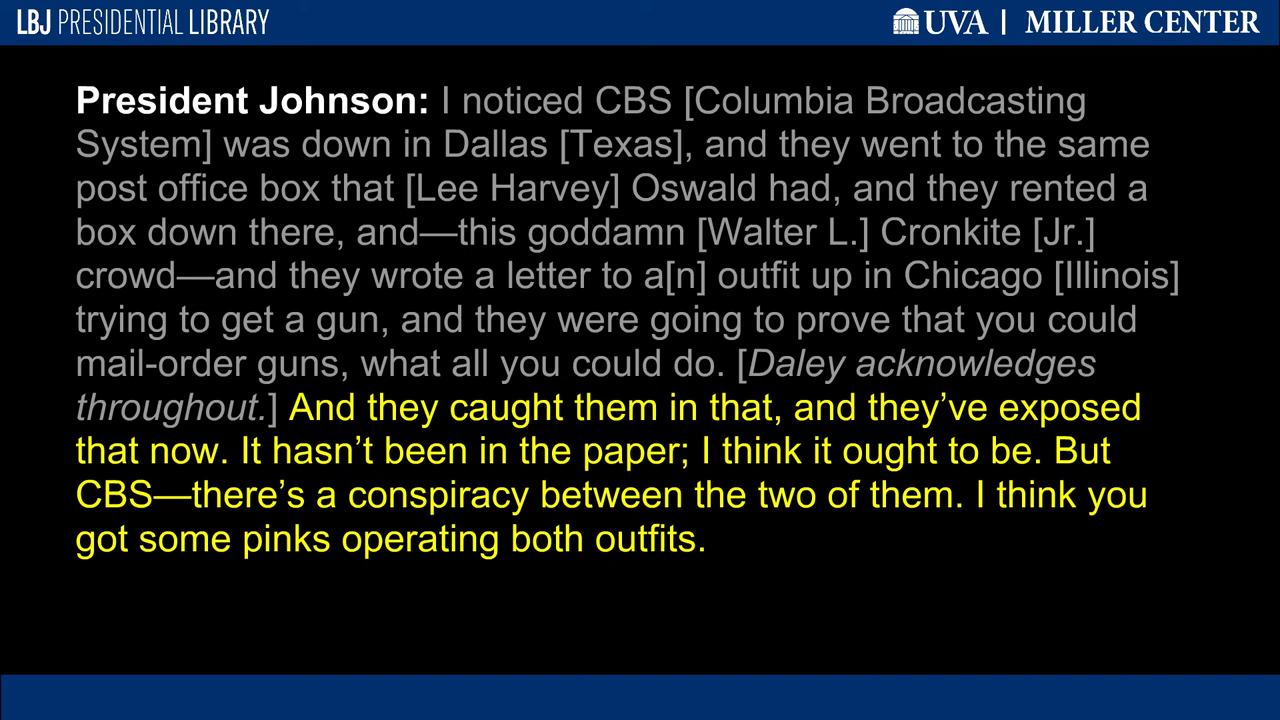 LBJ PRESIDENTIAL LIBRARY
UVA | MILLER CENTER
President Johnson: I noticed CBS [Columbia Broadcasting
System] was down in Dallas [Texas], and they went to the same
post office box that [Lee Harvey] Oswald had, and they rented a
box down there, and—this goddamn [Walter L.] Cronkite [Jr.]
crowd—and they wrote a letter to a[n] outfit up in Chicago [Illinois]
trying to get a gun, and they were going to prove that you could
mail-order guns, what all you could do. [Daley acknowledges
throughout.] And they caught them in that, and they’ve exposed
that now. It hasn’t been in the paper; I think it ought to be. But
CBS—there’s a conspiracy between the two of them. I think you
got some pinks operating both outfits.